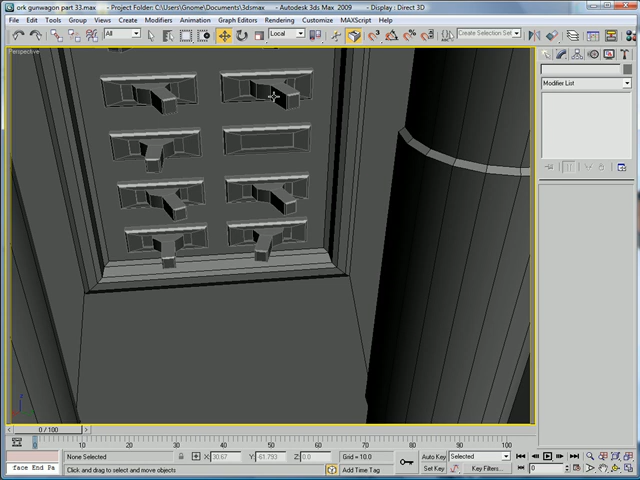 ork gunwagon part 33.max - Project Folder: C:\Users\Gnome\Documents\3dsmax - Autodesk 3ds Max 2009 - Display : Direct 3D
File Edit Tools Group Views Create Modifiers Animation Graph Editors Rendering Customize MAXScript Help
All Local Create Selection Set
Perspective
Modifier List
0 / 100
0 10 20 30 40 50 60 70 80 90 100
None Selected X: 30.67 Y: 61.793 Z: 0.0 Grid = 10.0 Auto Key Selected
face End Pa Click and drag to select and move objects Add Time Tag Set Key Key Filters... 0